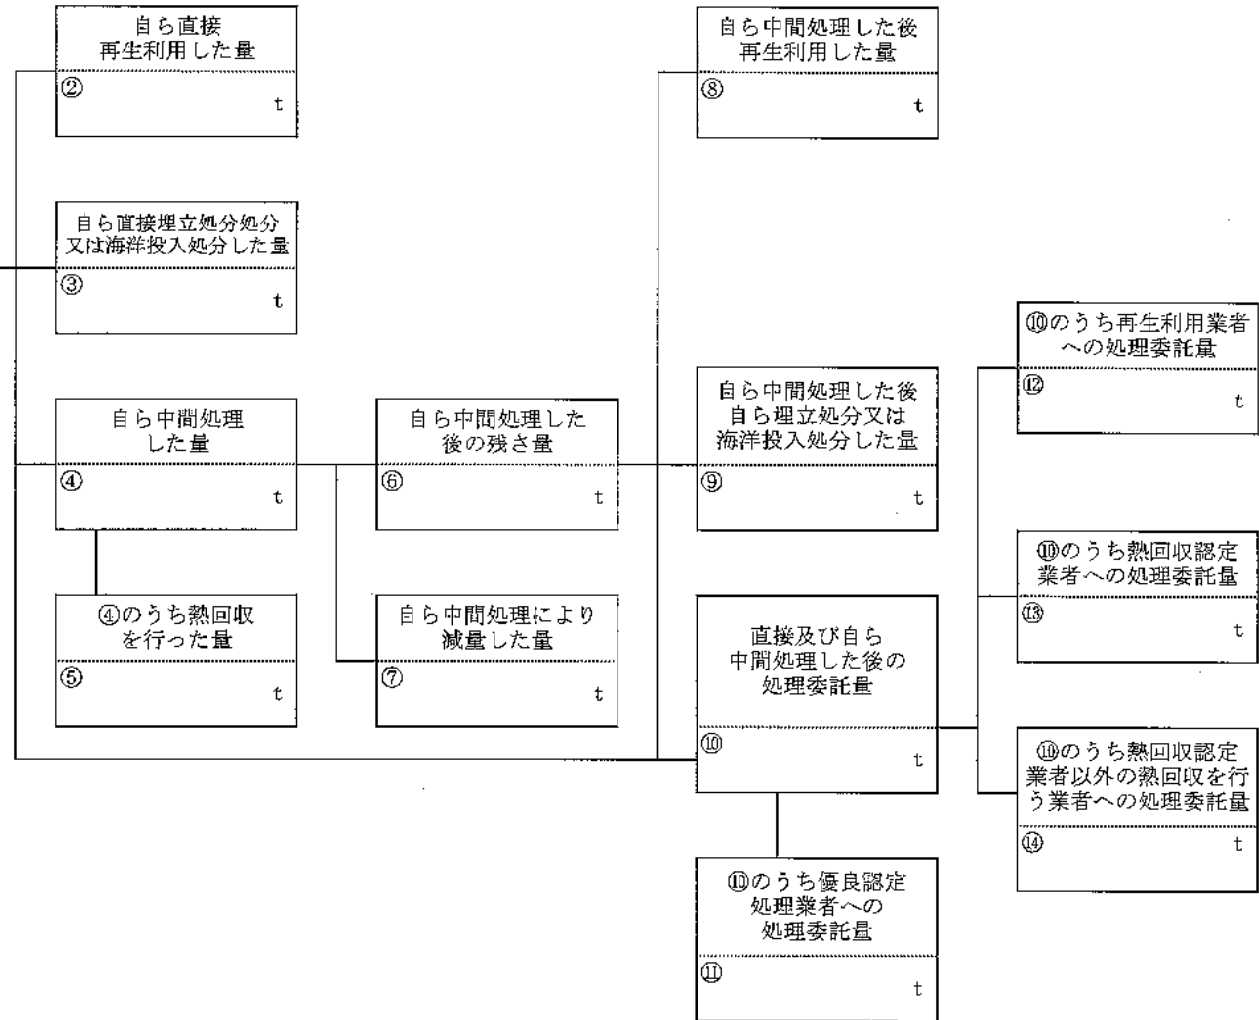 自ら直接
再生利用した量
②
t
自ら直接埋立処分処分
又は海洋投入処分した量
③
t
自ら中間処理
した量
④
t
④のうち熱回収
を行った量
⑤
t
自ら中間処理した
後の残さ量
⑥
t
自ら中間処理により
減量した量
⑦
t
自ら中間処理した後
再生利用した量
⑧
t
自ら中間処理した後
自ら埋立処分又は
海洋投入処分した量
⑨
t
直接及び自ら
中間処理した後の
処理委託量
⑩
t
⑩のうち優良認定
処理業者への
処理委託量
⑪
t
⑩のうち再生利用業者
への処理委託量
⑫
t
⑩のうち熱回収認定
業者への処理委託量
⑬
t
⑩のうち熱回収認定
業者以外の熱回収を行
う業者への処理委託量
⑭
t